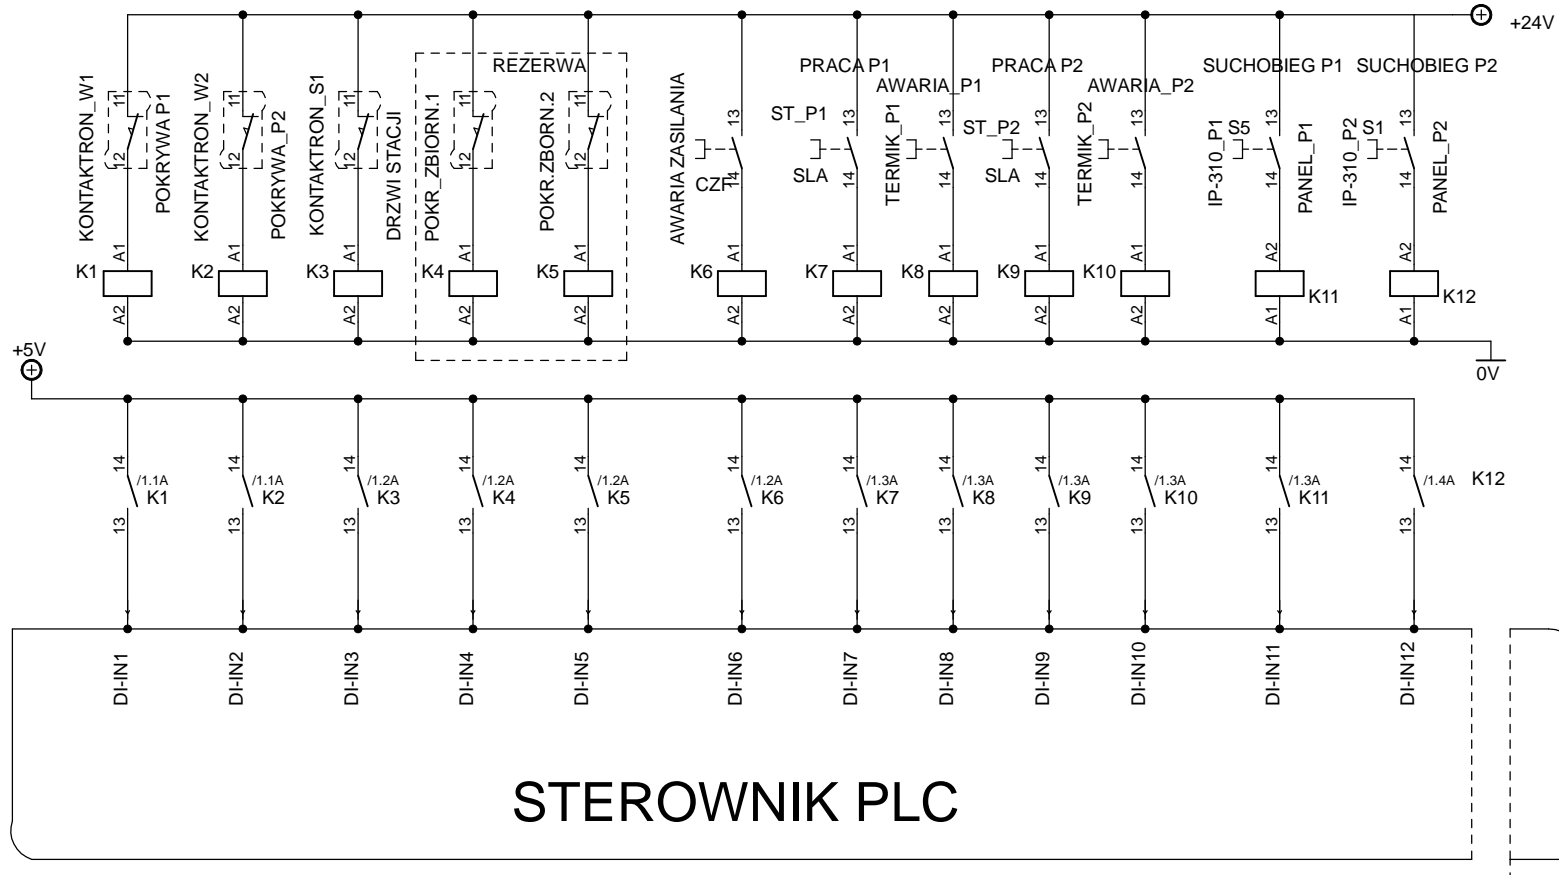 +24V
REZERWA
PRACA P1
PRACA P2
SUCHOBIEG P1
SUCHOBIEG P2
AWARIA_P1
AWARIA_P2
KONTAKTRON_W1
11
12
POKRYWA P1
KONTAKTRON_W2
11
12
POKRYWA_P2
KONTAKTRON_S1
11
12
DRZWI STACJI
POKR_ZBIORN.1
11
12
POKR.ZBORN.2
11
12
AWARIA ZASILANIA
13
14
CZF
ST_P1
13
14
SLA
TERMIK_P1
13
14
ST_P2
13
14
SLA
TERMIK_P2
13
14
IP-310_P1
S5
13
14
PANEL_P1
IP-310_P2
S1
13
14
PANEL_P2
A1
A1
A1
A1
A1
A1
A1
A1
A1
A1
A2
A2
K1
K2
K3
K4
K5
K6
K7
K8
K9
K10
K11
K12
A2
A2
A2
A2
A2
A2
A2
A2
A2
A2
A1
A1
+5V
0V
14
14
14
14
14
14
14
14
14
14
14
14
/1.1A
/1.1A
/1.2A
/1.2A
/1.2A
/1.2A
/1.3A
/1.3A
/1.3A
/1.3A
/1.3A
/1.4A
K1
K2
K3
K4
K5
K6
K7
K8
K9
K10
K11
K12
13
13
13
13
13
13
13
13
13
13
13
13
DI-IN1
DI-IN2
DI-IN3
DI-IN4
DI-IN5
DI-IN6
DI-IN7
DI-IN8
DI-IN9
DI-IN10
DI-IN11
DI-IN12
STEROWNIK PLC